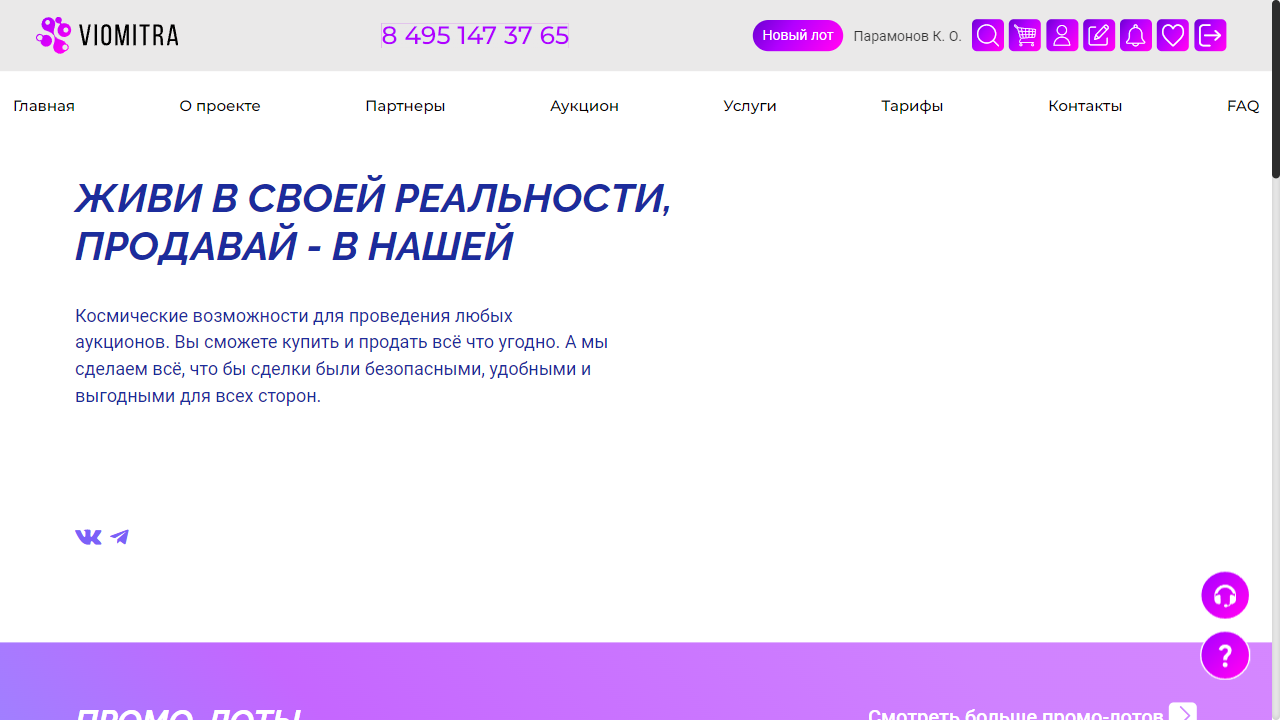 VIOMITRA
8 495 147 37 65
Новый лот
Парамонов К. О.
Главная
О проекте
Партнеры
Аукцион
Услуги
Тарифы
Контакты
FAQ
ЖИВИ В СВОЕЙ РЕАЛЬНОСТИ,
ПРОДАВАЙ - В НАШЕЙ
Космические возможности для проведения любых
аукционов. Вы сможете купить и продать всё что угодно. А мы
сделаем всё, что бы сделки были безопасными, удобными и
выгодными для всех сторон.
ПРОМО-ЛОТЫ
Смотреть больше промо-лотов